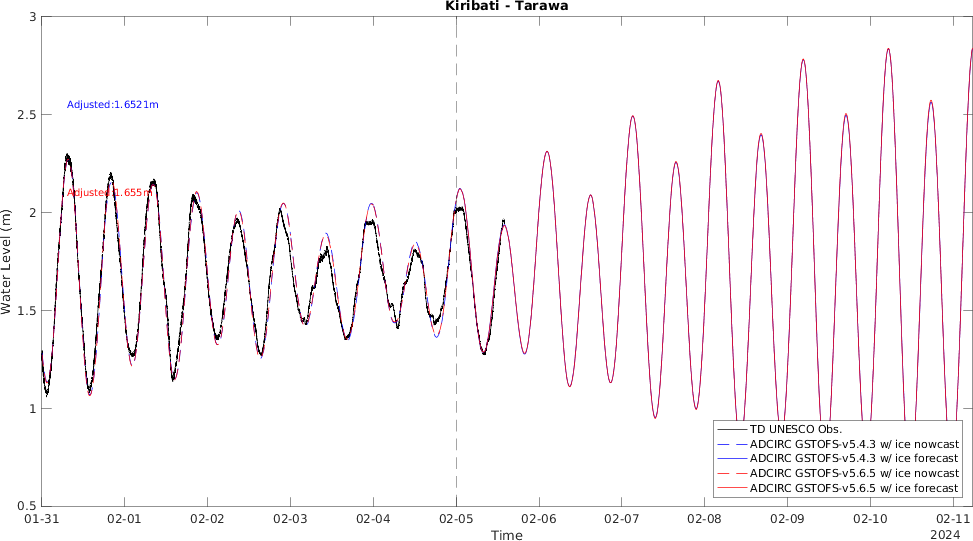 Kiribati - Tarawa
3
2.5
2
1.5
1
0.5
Water Level (m)
Adjusted:1.6521m
Adjusted:1.655m
TD UNESCO Obs.
ADCIRC GSTOFS-v5.4.3 w/ ice nowcast
ADCIRC GSTOFS-v5.4.3 w/ ice forecast
ADCIRC GSTOFS-v5.6.5 w/ ice nowcast
ADCIRC GSTOFS-v5.6.5 w/ ice forecast
01-31 02-01 02-02 02-03 02-04 02-05 02-06 02-07 02-08 02-09 02-10 02-11
Time
2024